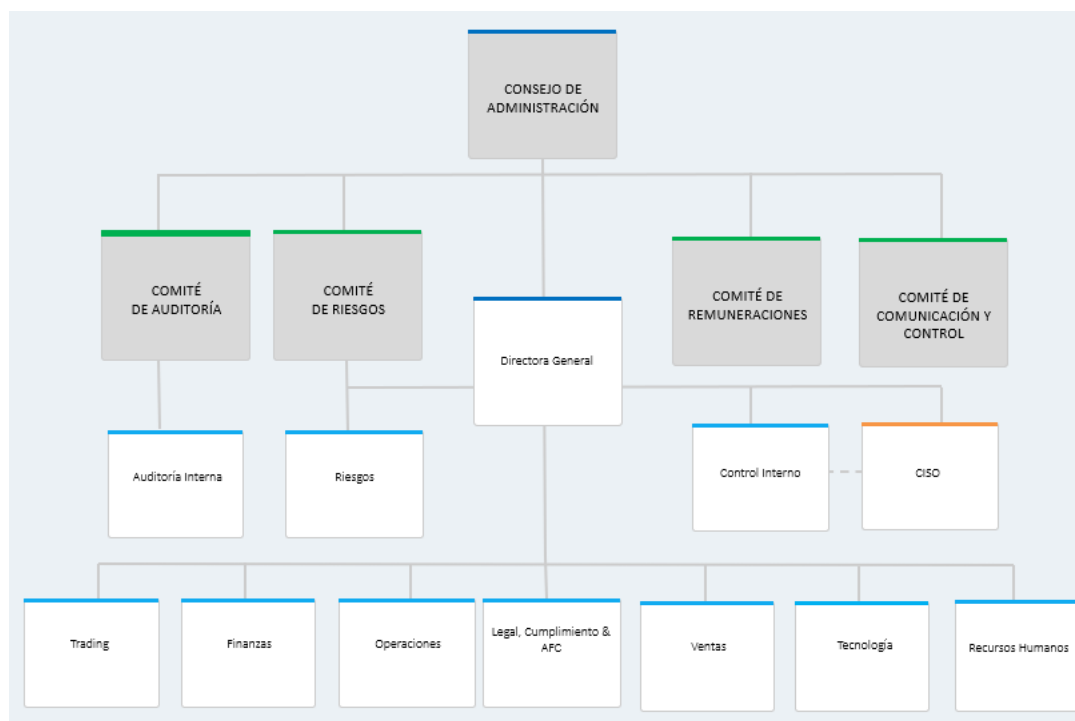 CONSEJO DE
ADMINISTRACIÓN
COMITÉ
DE AUDITORÍA
COMITÉ
DE RIESGOS
COMITÉ DE
REMUNERACIONES
COMITÉ DE
COMUNICACIÓN Y
CONTROL
Directora General
Auditoría Interna
Riesgos
Control Interno
CISO
Trading
Finanzas
Operaciones
Legal, Cumplimiento &
AFC
Ventas
Tecnología
Recursos Humanos